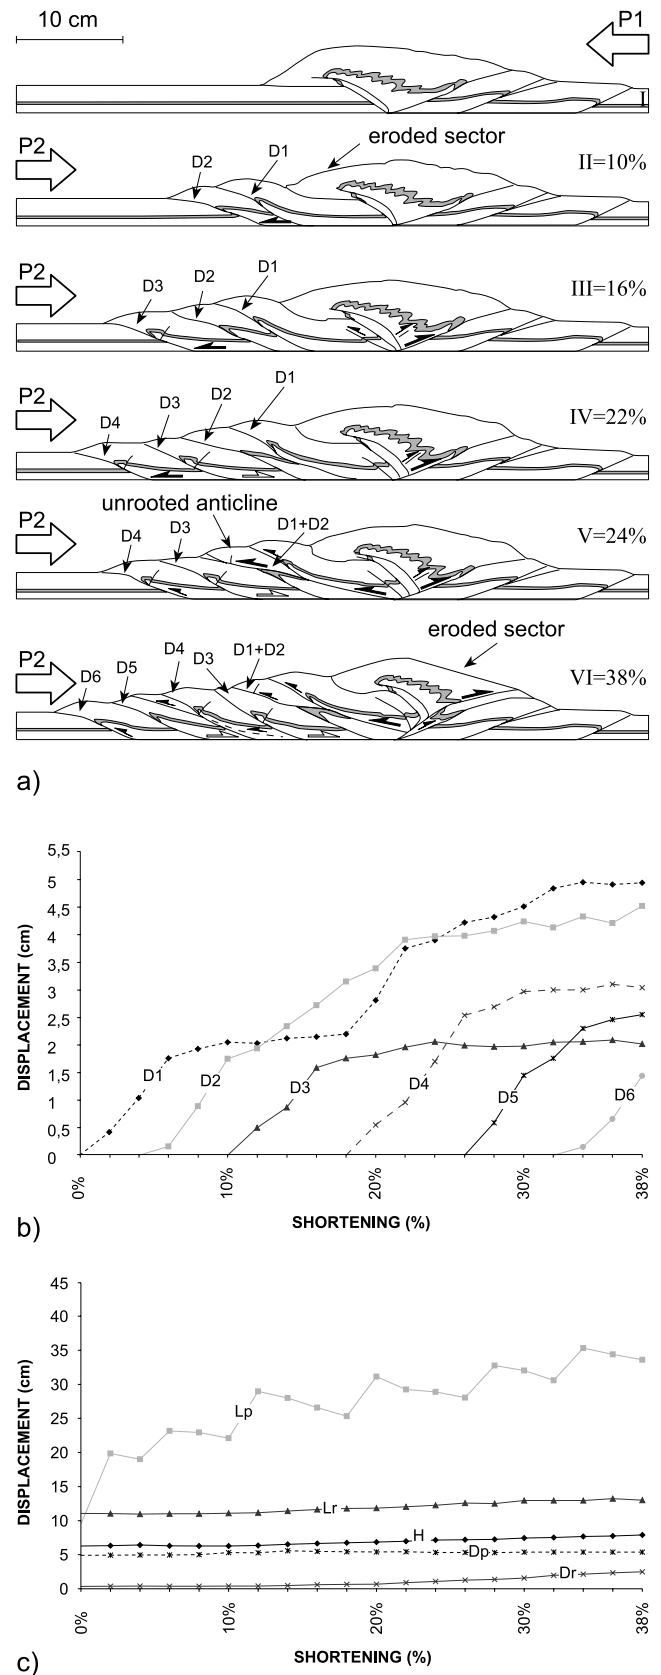 10 cm
P1
I
P2
D2
D1
eroded sector
II=10%
P2
D3
D2
D1
III=16%
P2
D4
D3
D2
D1
IV=22%
unrooted anticline
P2
D4
D3
D1+D2
V=24%
eroded sector
P2
D6
D5
D4
D3
D1+D2
VI=38%
a)
5,5
5
4,5
4
3,5
3
2,5
2
1,5
1
0,5
0
DISPLACEMENT (cm)
D1
D2
D3
D4
D5
D6
0%
10%
20%
30%
38%
SHORTENING (%)
b)
45
40
35
30
25
20
15
10
5
0
DISPLACEMENT (cm)
Lp
Lr
H
Dp
Dr
0%
10%
20%
30%
38%
SHORTENING (%)
c)